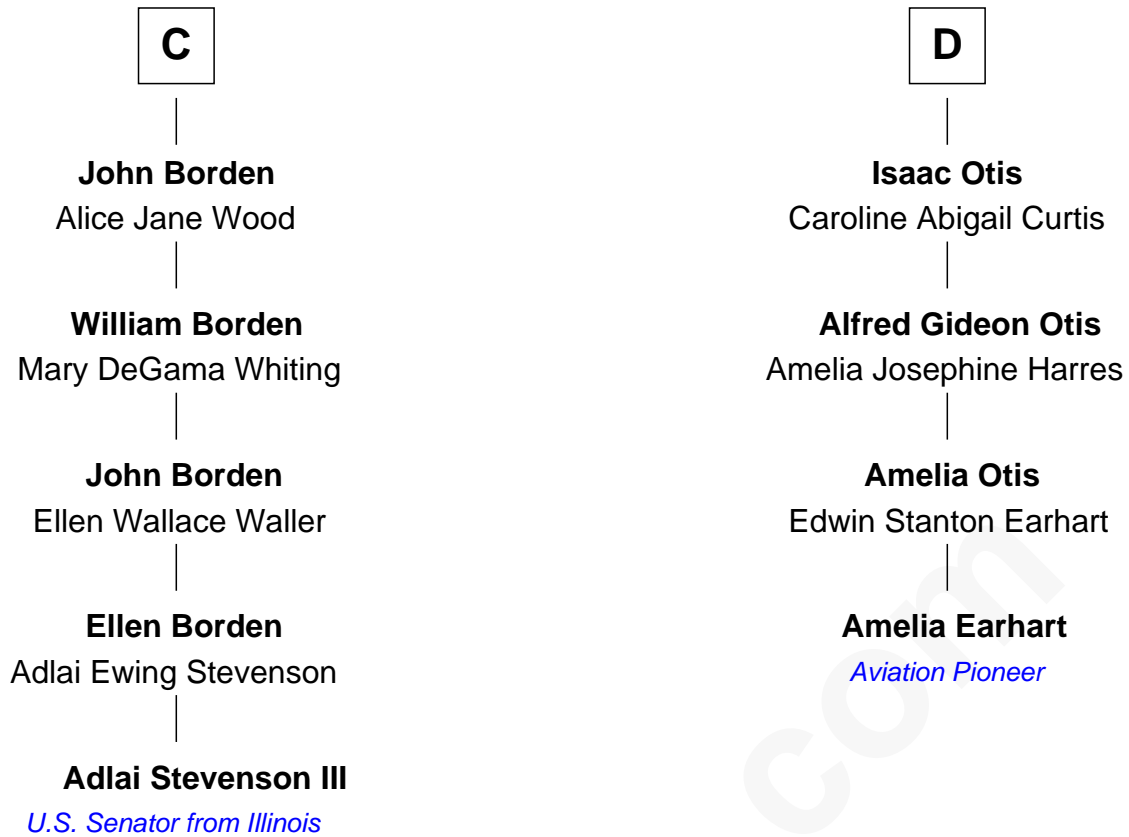 C
John Borden
Alice Jane Wood
William Borden
Mary DeGama Whiting
John Borden
Ellen Wallace Waller
Ellen Borden
Adlai Ewing Stevenson
Adlai Stevenson III
U.S. Senator from Illinois
D
Isaac Otis
Caroline Abigail Curtis
Alfred Gideon Otis
Amelia Josephine Harres
Amelia Otis
Edwin Stanton Earhart
Amelia Earhart
Aviation Pioneer
com